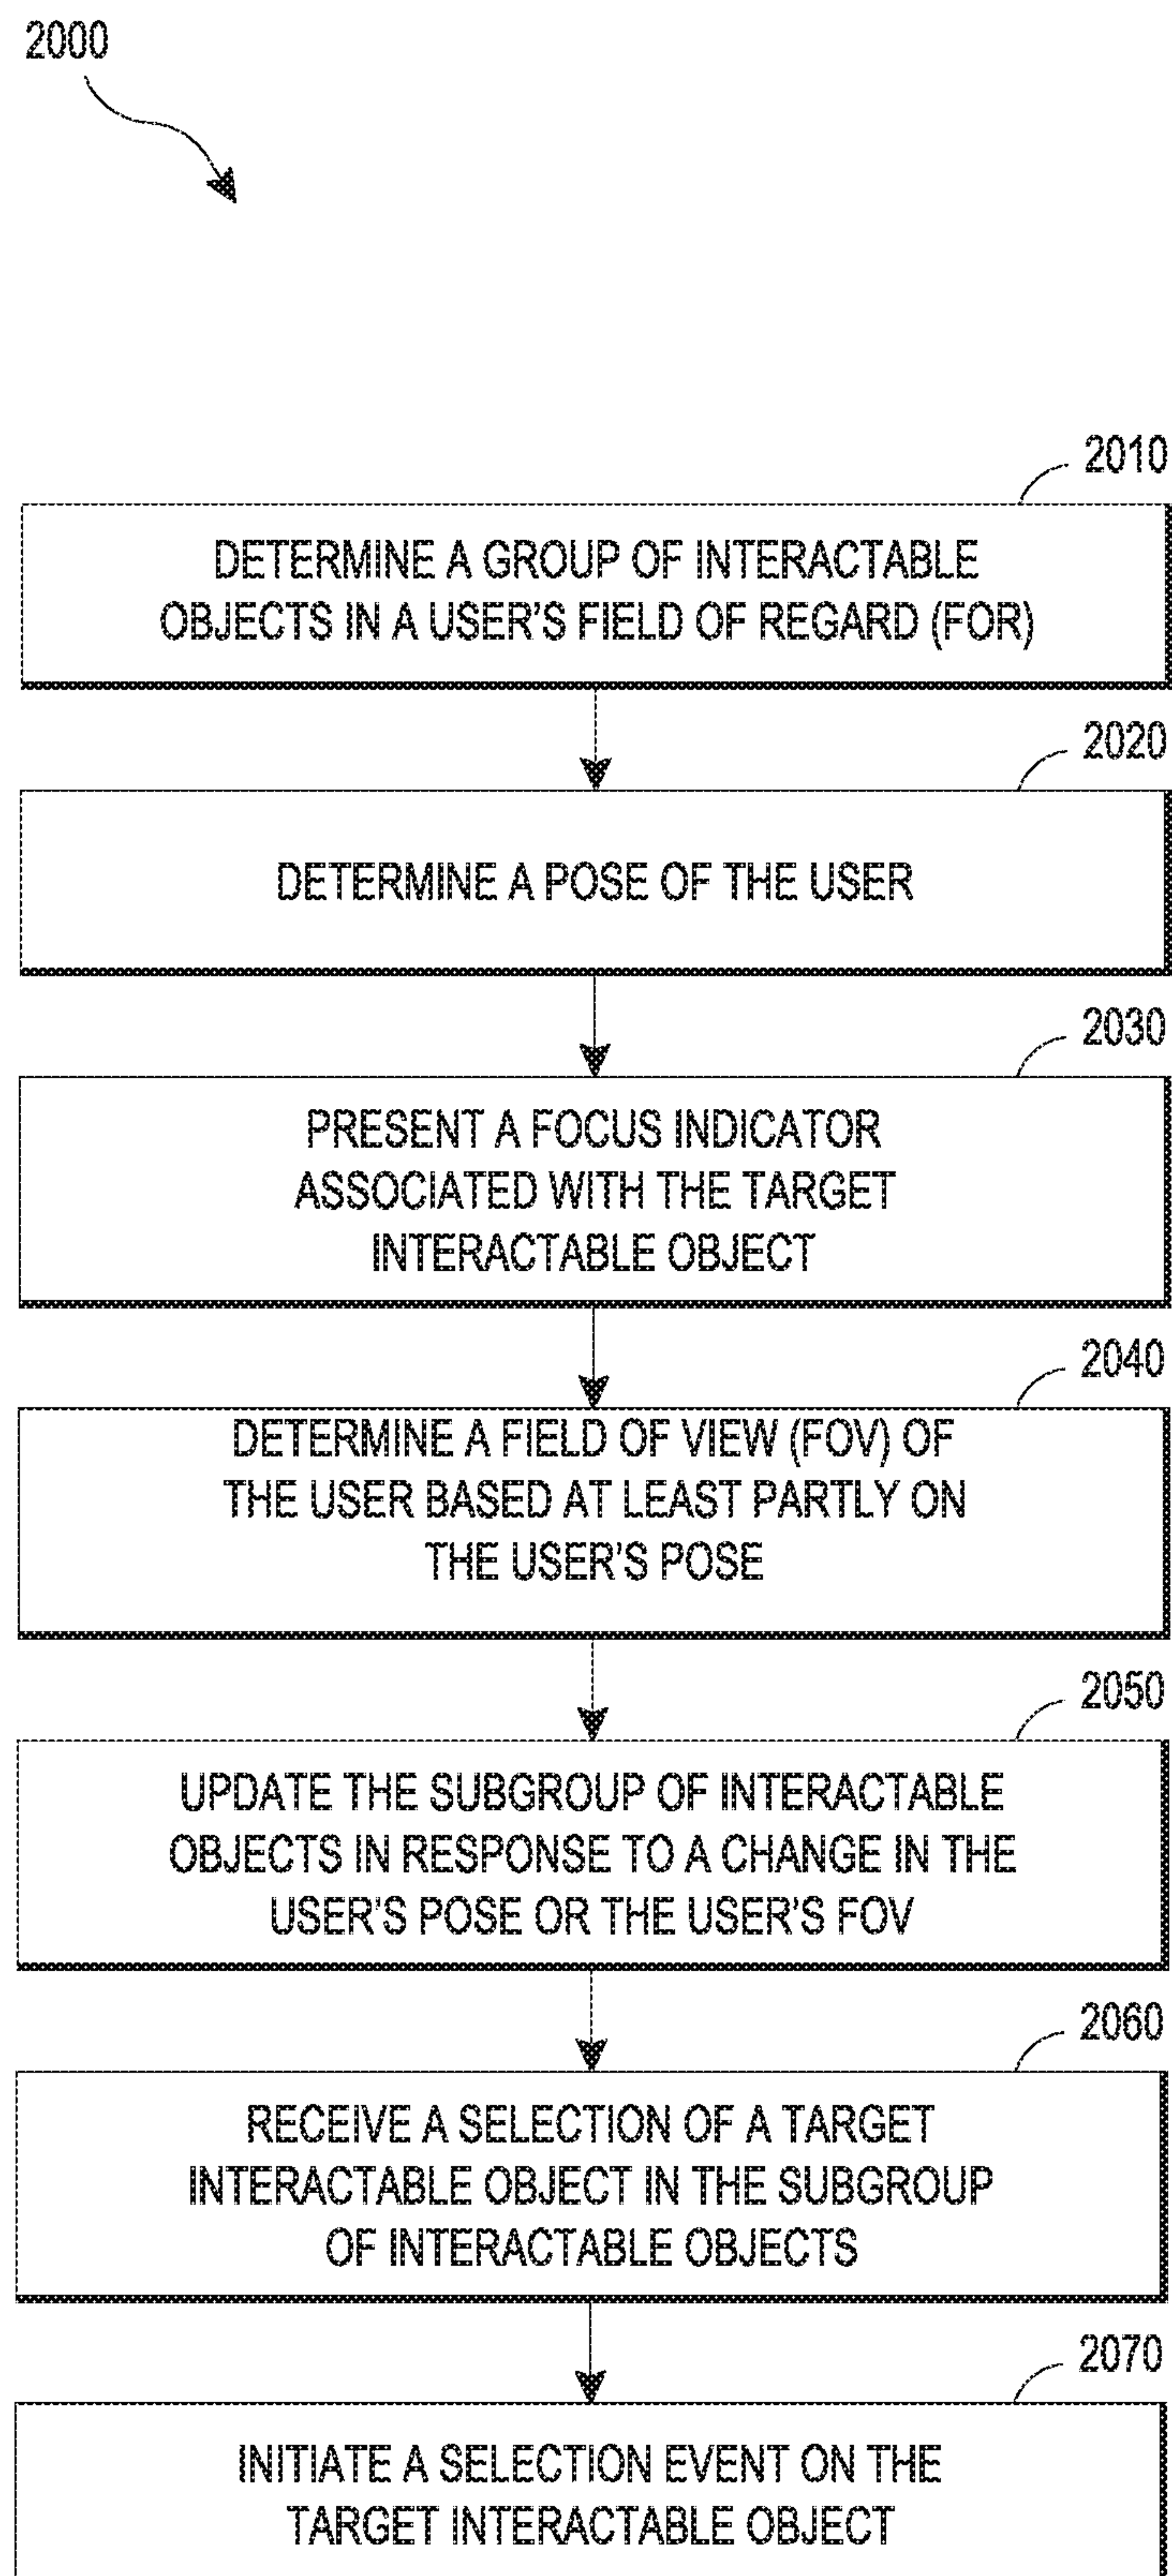 2000
2010
DETERMINE A GROUP OF INTERACTABLE
OBJECTS IN A USER'S FIELD OF REGARD (FOR)
2020
DETERMINE A POSE OF THE USER
2030
PRESENT A FOCUS INDICATOR
ASSOCIATED WITH THE TARGET
INTERACTABLE OBJECT
2040
DETERMINE A FIELD OF VIEW (FOV) OF
THE USER BASED AT LEAST PARTLY ON
THE USER'S POSE
2050
UPDATE THE SUBGROUP OF INTERACTABLE
OBJECTS IN RESPONSE TO A CHANGE IN THE
USER'S POSE OR THE USER'S FOV
2060
RECEIVE A SELECTION OF A TARGET
INTERACTABLE OBJECT IN THE SUBGROUP
OF INTERACTABLE OBJECTS
2070
INITIATE A SELECTION EVENT ON THE
TARGET INTERACTABLE OBJECT